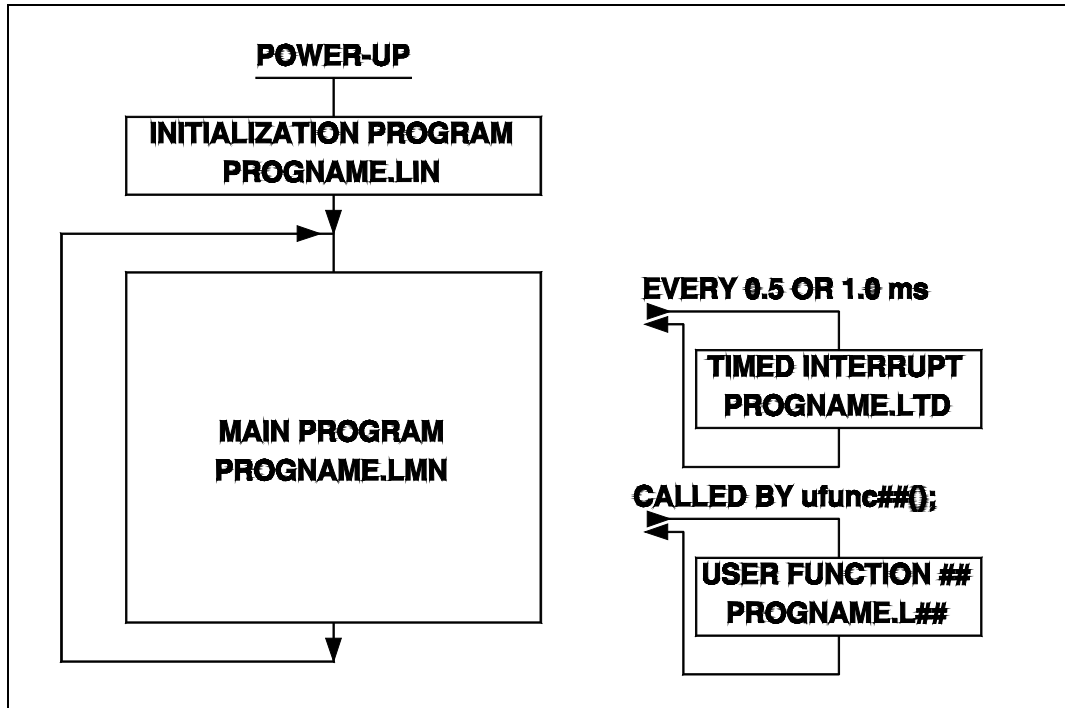 POWER-UP
INITIALIZATION PROGRAM
PROGNAME.LIN
MAIN PROGRAM
PROGNAME.LMN
EVERY 0.5 OR 1.0 ms
TIMED INTERRUPT
PROGNAME.LTD
CALLED BY ufunc##();
USER FUNCTION ##
PROGNAME.L##